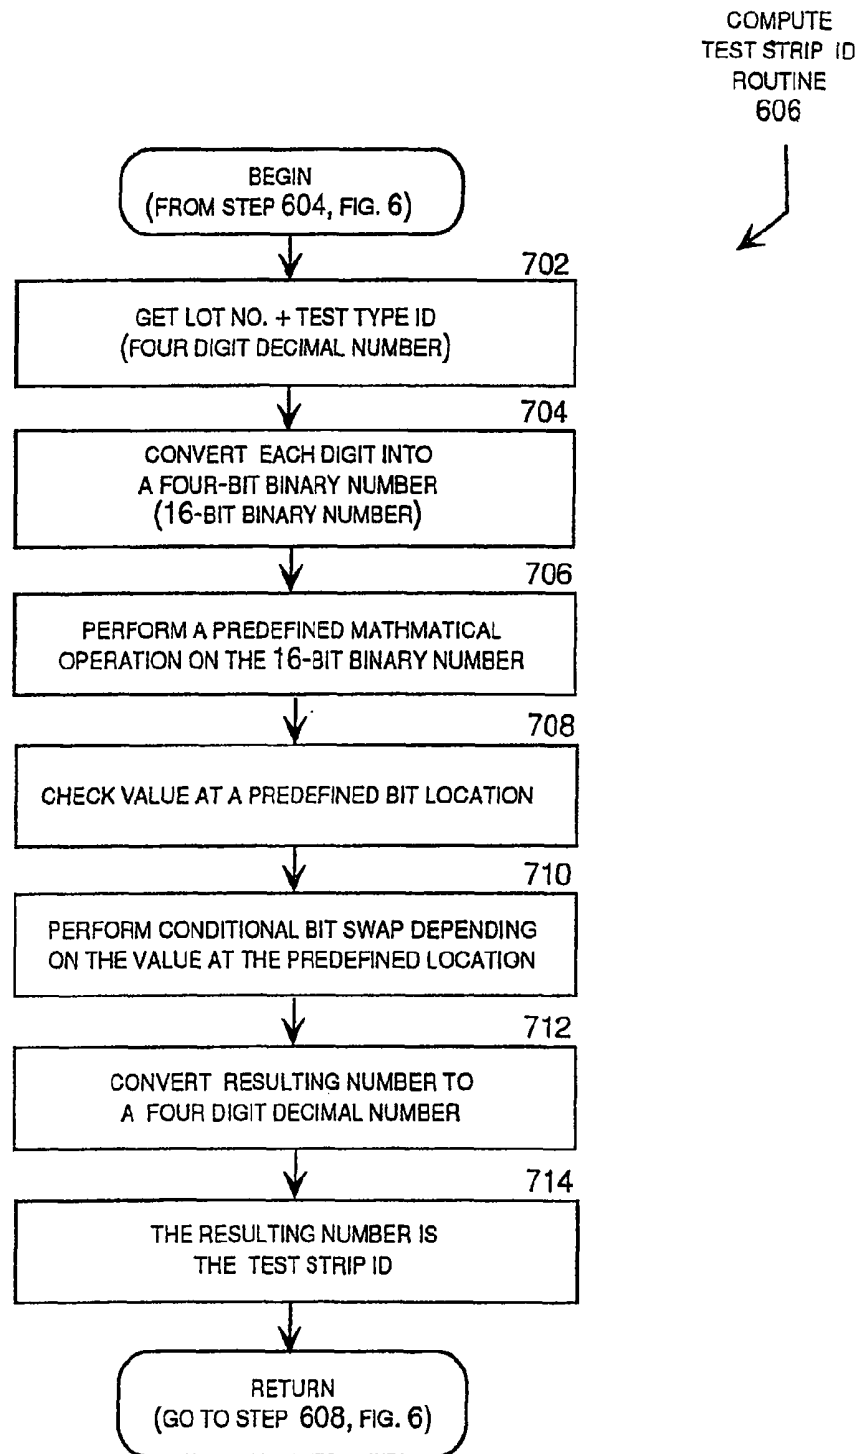 COMPUTE
TEST STRIP ID
ROUTINE
606
BEGIN
(FROM STEP 604, FIG. 6)
702
GET LOT NO. + TEST TYPE ID
(FOUR DIGIT DECIMAL NUMBER)
704
CONVERT EACH DIGIT INTO
A FOUR-BIT BINARY NUMBER
(16-BIT BINARY NUMBER)
706
PERFORM A PREDEFINED MATHMATICAL
OPERATION ON THE 16-BIT BINARY NUMBER
708
CHECK VALUE AT A PREDEFINED BIT LOCATION
710
PERFORM CONDITIONAL BIT SWAP DEPENDING
ON THE VALUE AT THE PREDEFINED LOCATION
712
CONVERT RESULTING NUMBER TO
A FOUR DIGIT DECIMAL NUMBER
714
THE RESULTING NUMBER IS
THE TEST STRIP ID
RETURN
(GO TO STEP 608, FIG. 6)